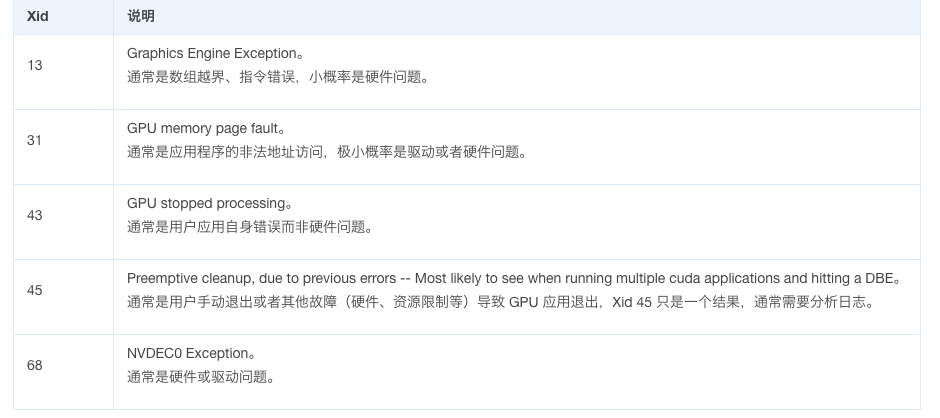 Xid 说明
13
Graphics Engine Exception。
通常是数组越界、指令错误，小概率是硬件问题。
31
GPU memory page fault。
通常是应用程序的非法地址访问，极小概率是驱动或者硬件问题。
43
GPU stopped processing。
通常是用户应用自身错误而非硬件问题。
45
Preemptive cleanup, due to previous errors -- Most likely to see when running multiple cuda applications and hitting a DBE。
通常是用户手动退出或者其他故障（硬件、资源限制等）导致 GPU 应用退出，Xid 45 只是一个结果，通常需要分析日志。
68
NVDEC0 Exception。
通常是硬件或驱动问题。